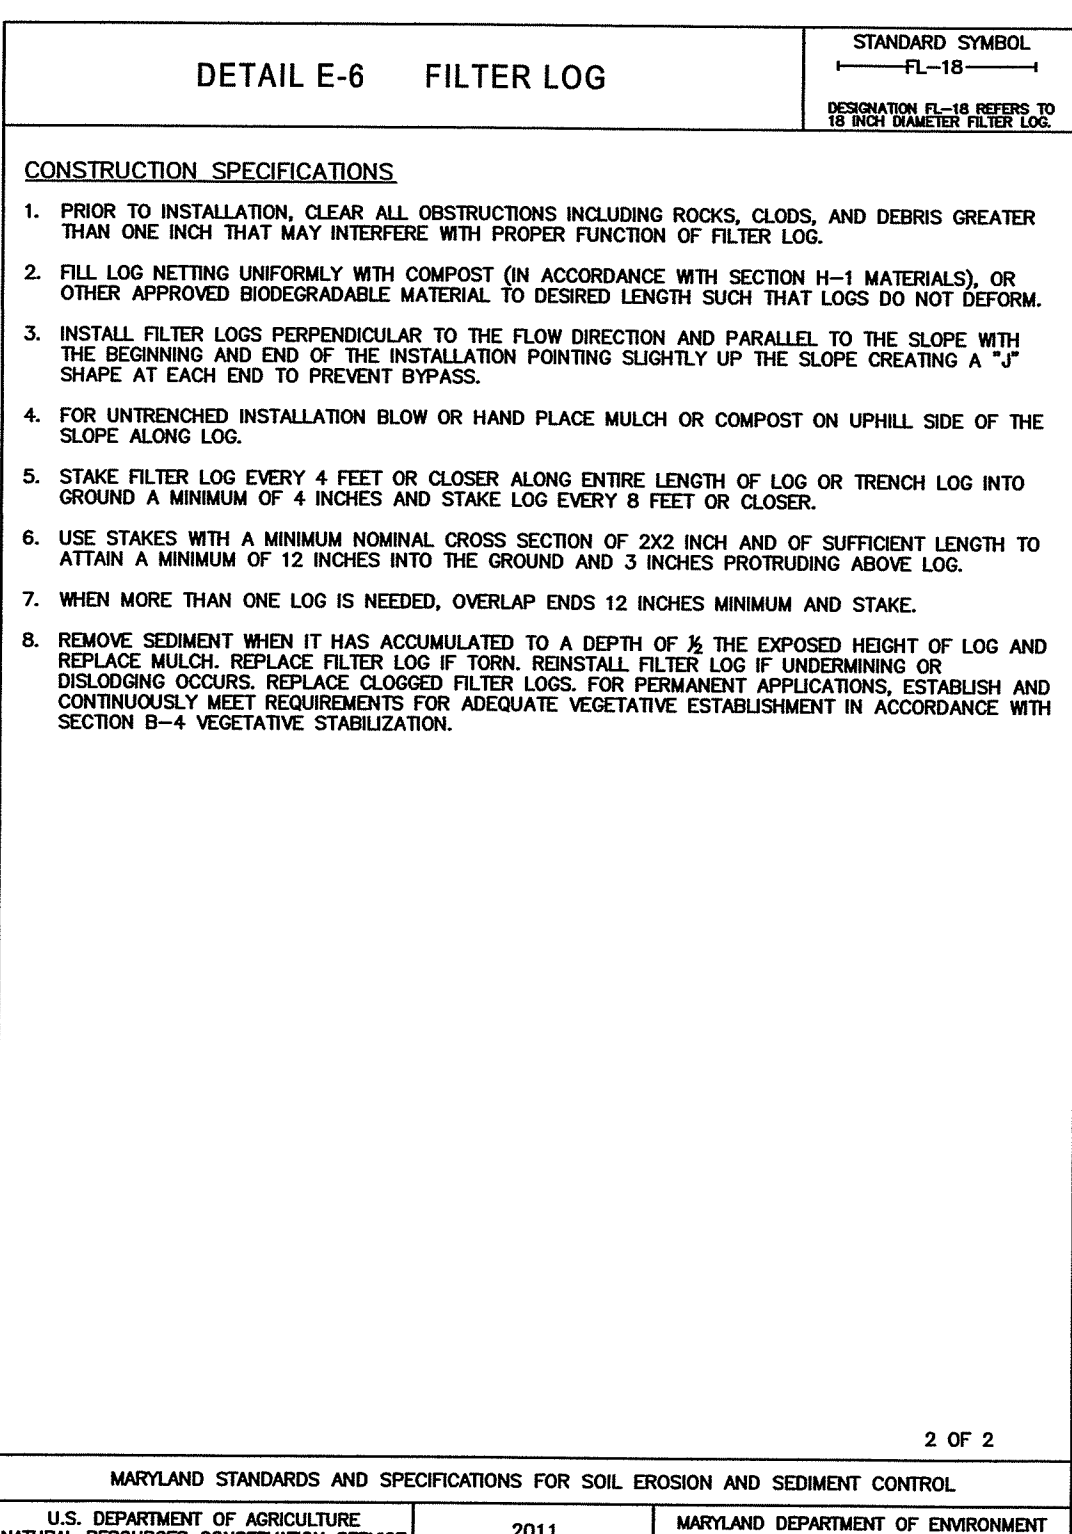 DETAIL E-6 FILTER LOG
STANDARD SYMBOL
FL-18
DESIGNATION FL-18 REFERS TO
18 INCH DIAMETER FILTER LOG.
CONSTRUCTION SPECIFICATIONS
1. PRIOR TO INSTALLATION, CLEAR ALL OBSTRUCTIONS INCLUDING ROCKS, CLODS, AND DEBRIS GREATER
THAN ONE INCH THAT MAY INTERFERE WITH PROPER FUNCTION OF FILTER LOG.
2. FILL LOG NETTING UNIFORMLY WITH COMPOST (IN ACCORDANCE WITH SECTION H-1 MATERIALS), OR
OTHER APPROVED BIODEGRADABLE MATERIAL TO DESIRED LENGTH SUCH THAT LOGS DO NOT DEFORM.
3. INSTALL FILTER LOGS PERPENDICULAR TO THE FLOW DIRECTION AND PARALLEL TO THE SLOPE WITH
THE BEGINNING AND END OF THE INSTALLATION POINTING SLIGHTLY UP THE SLOPE CREATING A "J"
SHAPE AT EACH END TO PREVENT BYPASS.
4. FOR UNTRENCHED INSTALLATION BLOW OR HAND PLACE MULCH OR COMPOST ON UPHILL SIDE OF THE
SLOPE ALONG LOG.
5. STAKE FILTER LOG EVERY 4 FEET OR CLOSER ALONG ENTIRE LENGTH OF LOG OR TRENCH LOG INTO
GROUND A MINIMUM OF 4 INCHES AND STAKE LOG EVERY 8 FEET OR CLOSER.
6. USE STAKES WITH A MINIMUM NOMINAL CROSS SECTION OF 2X2 INCH AND OF SUFFICIENT LENGTH TO
ATTAIN A MINIMUM OF 12 INCHES INTO THE GROUND AND 3 INCHES PROTRUDING ABOVE LOG.
7. WHEN MORE THAN ONE LOG IS NEEDED, OVERLAP ENDS 12 INCHES MINIMUM AND STAKE.
8. REMOVE SEDIMENT WHEN IT HAS ACCUMULATED TO A DEPTH OF ½ THE EXPOSED HEIGHT OF LOG AND
REPLACE MULCH. REPLACE FILTER LOG IF TORN. REINSTALL FILTER LOG IF UNDERMINING OR
DISLODGING OCCURS. REPLACE CLOGGED FILTER LOGS. FOR PERMANENT APPLICATIONS, ESTABLISH AND
CONTINUOUSLY MEET REQUIREMENTS FOR ADEQUATE VEGETATIVE ESTABLISHMENT IN ACCORDANCE WITH
SECTION B-4 VEGETATIVE STABILIZATION.
2 OF 2
MARYLAND STANDARDS AND SPECIFICATIONS FOR SOIL EROSION AND SEDIMENT CONTROL
U.S. DEPARTMENT OF AGRICULTURE
2011
MARYLAND DEPARTMENT OF ENVIRONMENT